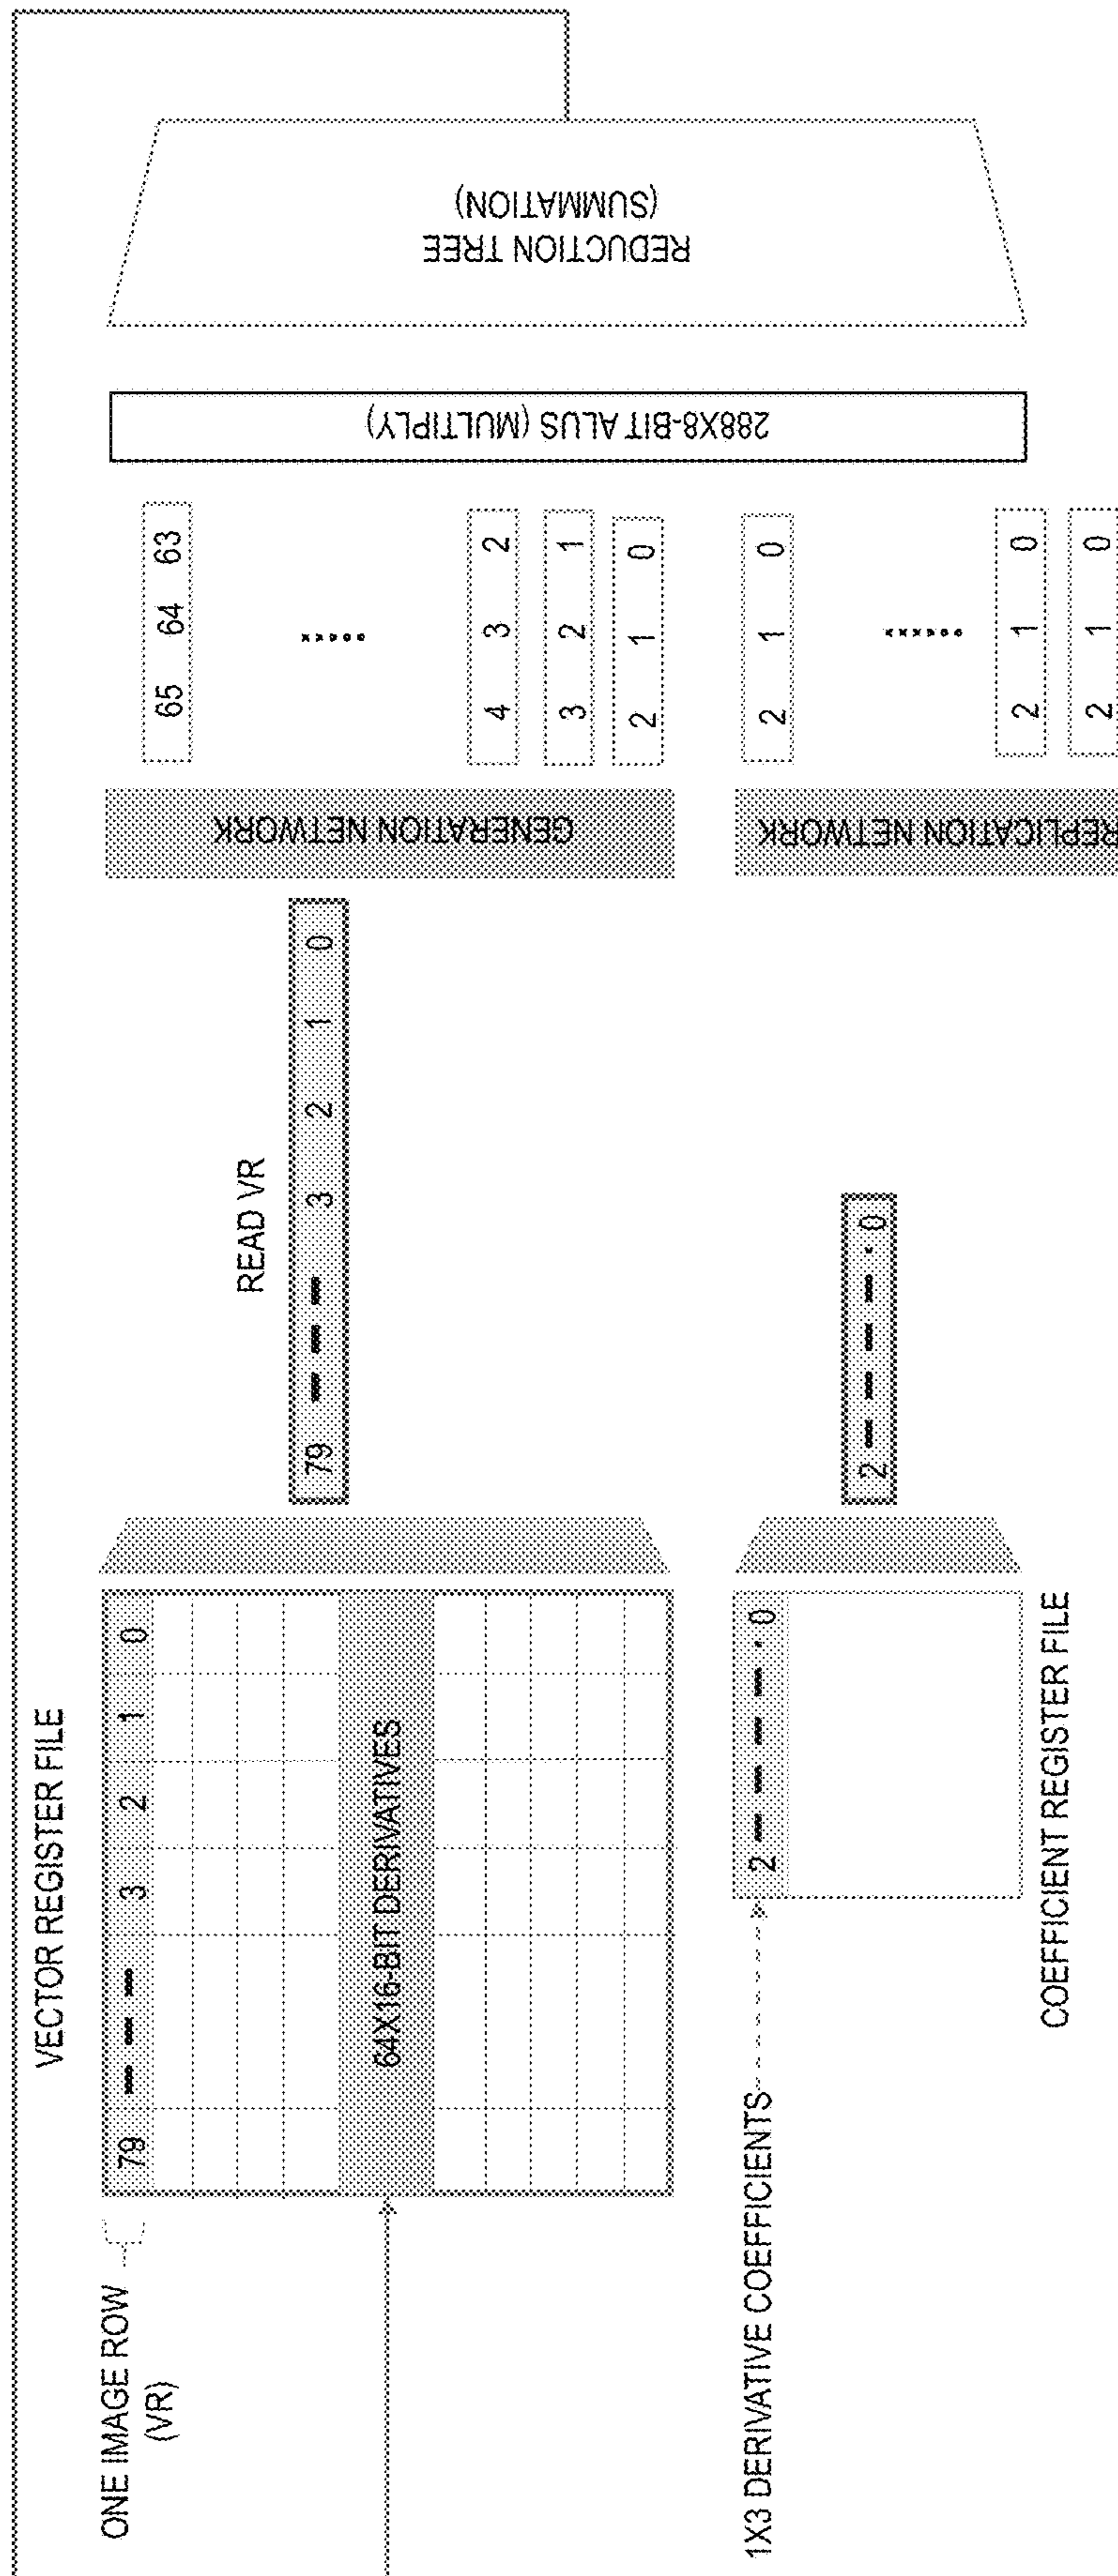 VECTOR REGISTER FILE
ONE IMAGE ROW
(VR)
79 3 2 1 0
64X16-BIT DERIVATIVES
READ VR
79 3 2 1 0
GENERATION NETWORK
65 64 63
4 3 2
3 2 1
2 1 0
288X8-BIT ALUS (MULTIPLY)
REDUCTION TREE
(SUMMATION)
1X3 DERIVATIVE COEFFICIENTS
2 0
COEFFICIENT REGISTER FILE
2 0
REPLICATION NETWORK
2 1 0
2 1 0
2 1 0